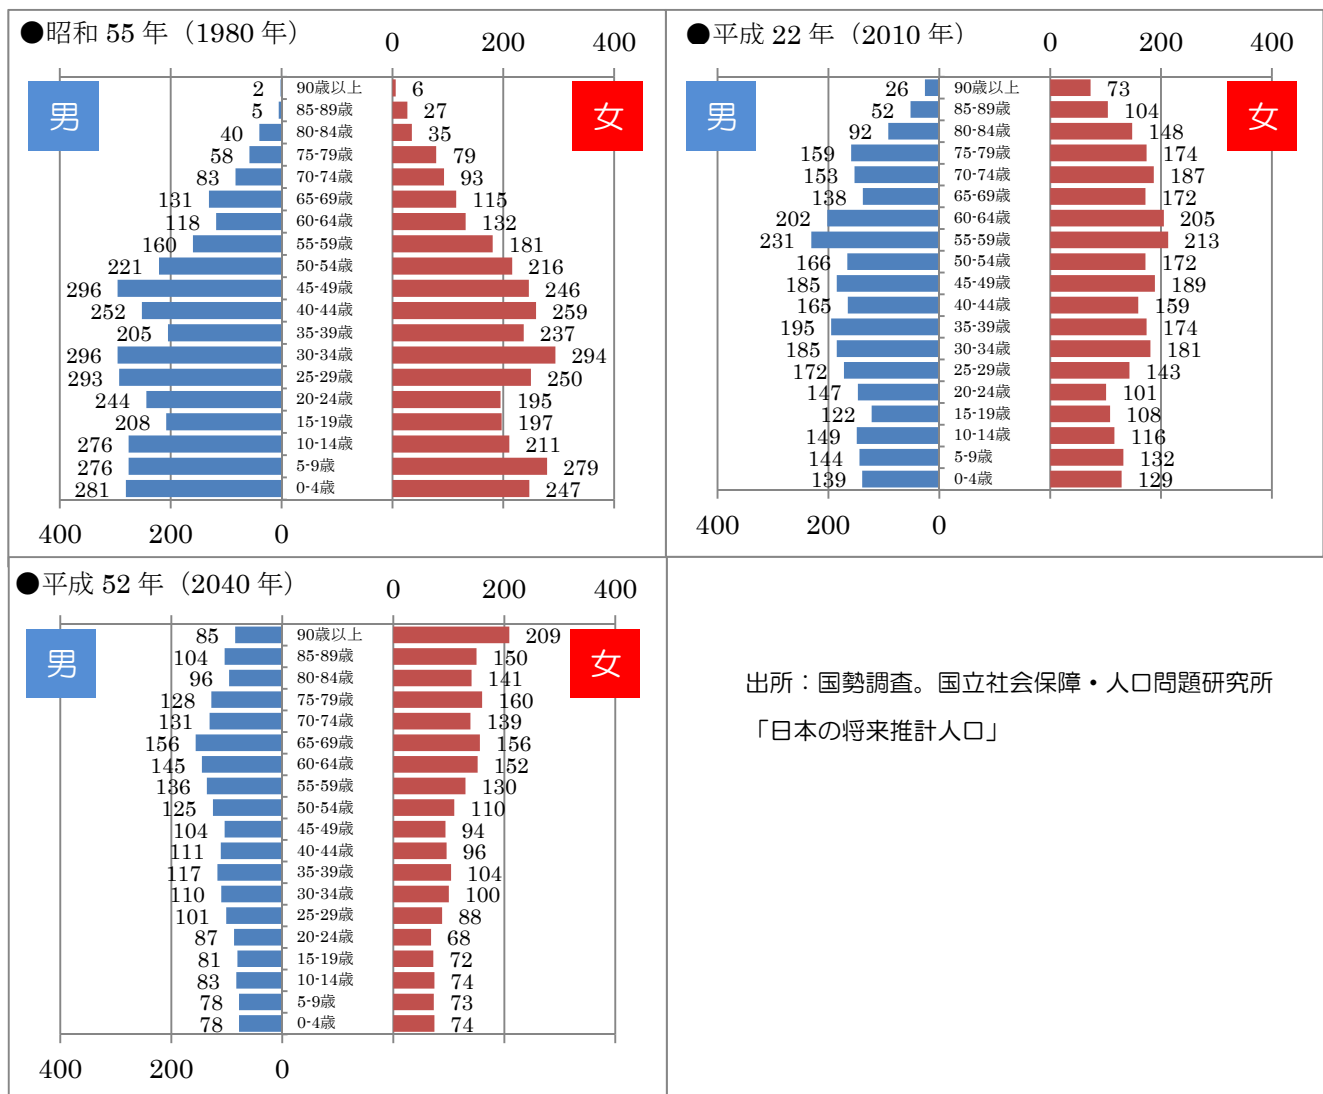 ●昭和 55 年（1980 年）
0 200 400
男
女
2 90歳以上 6
5 85-89歳 27
40 80-84歳 35
58 75-79歳 79
83 70-74歳 93
131 65-69歳 115
118 60-64歳 132
160 55-59歳 181
221 50-54歳 216
296 45-49歳 246
252 40-44歳 259
205 35-39歳 237
296 30-34歳 294
293 25-29歳 250
244 20-24歳 195
208 15-19歳 197
276 10-14歳 211
276 5-9歳 279
281 0-4歳 247
400 200 0
●平成 22 年（2010 年）
0 200 400
男
女
26 90歳以上 73
52 85-89歳 104
92 80-84歳 148
159 75-79歳 174
153 70-74歳 187
138 65-69歳 172
202 60-64歳 205
231 55-59歳 213
166 50-54歳 172
185 45-49歳 189
165 40-44歳 159
195 35-39歳 174
185 30-34歳 181
172 25-29歳 143
147 20-24歳 101
122 15-19歳 108
149 10-14歳 116
144 5-9歳 132
139 0-4歳 129
400 200 0
●平成 52 年（2040 年）
0 200 400
男
女
85 90歳以上 209
104 85-89歳 150
96 80-84歳 141
128 75-79歳 160
131 70-74歳 139
156 65-69歳 156
145 60-64歳 152
136 55-59歳 130
125 50-54歳 110
104 45-49歳 94
111 40-44歳 96
117 35-39歳 104
110 30-34歳 100
101 25-29歳 88
87 20-24歳 68
81 15-19歳 72
83 10-14歳 74
78 5-9歳 73
78 0-4歳 74
400 200 0
出所：国勢調査。国立社会保障・人口問題研究所
「日本の将来推計人口」